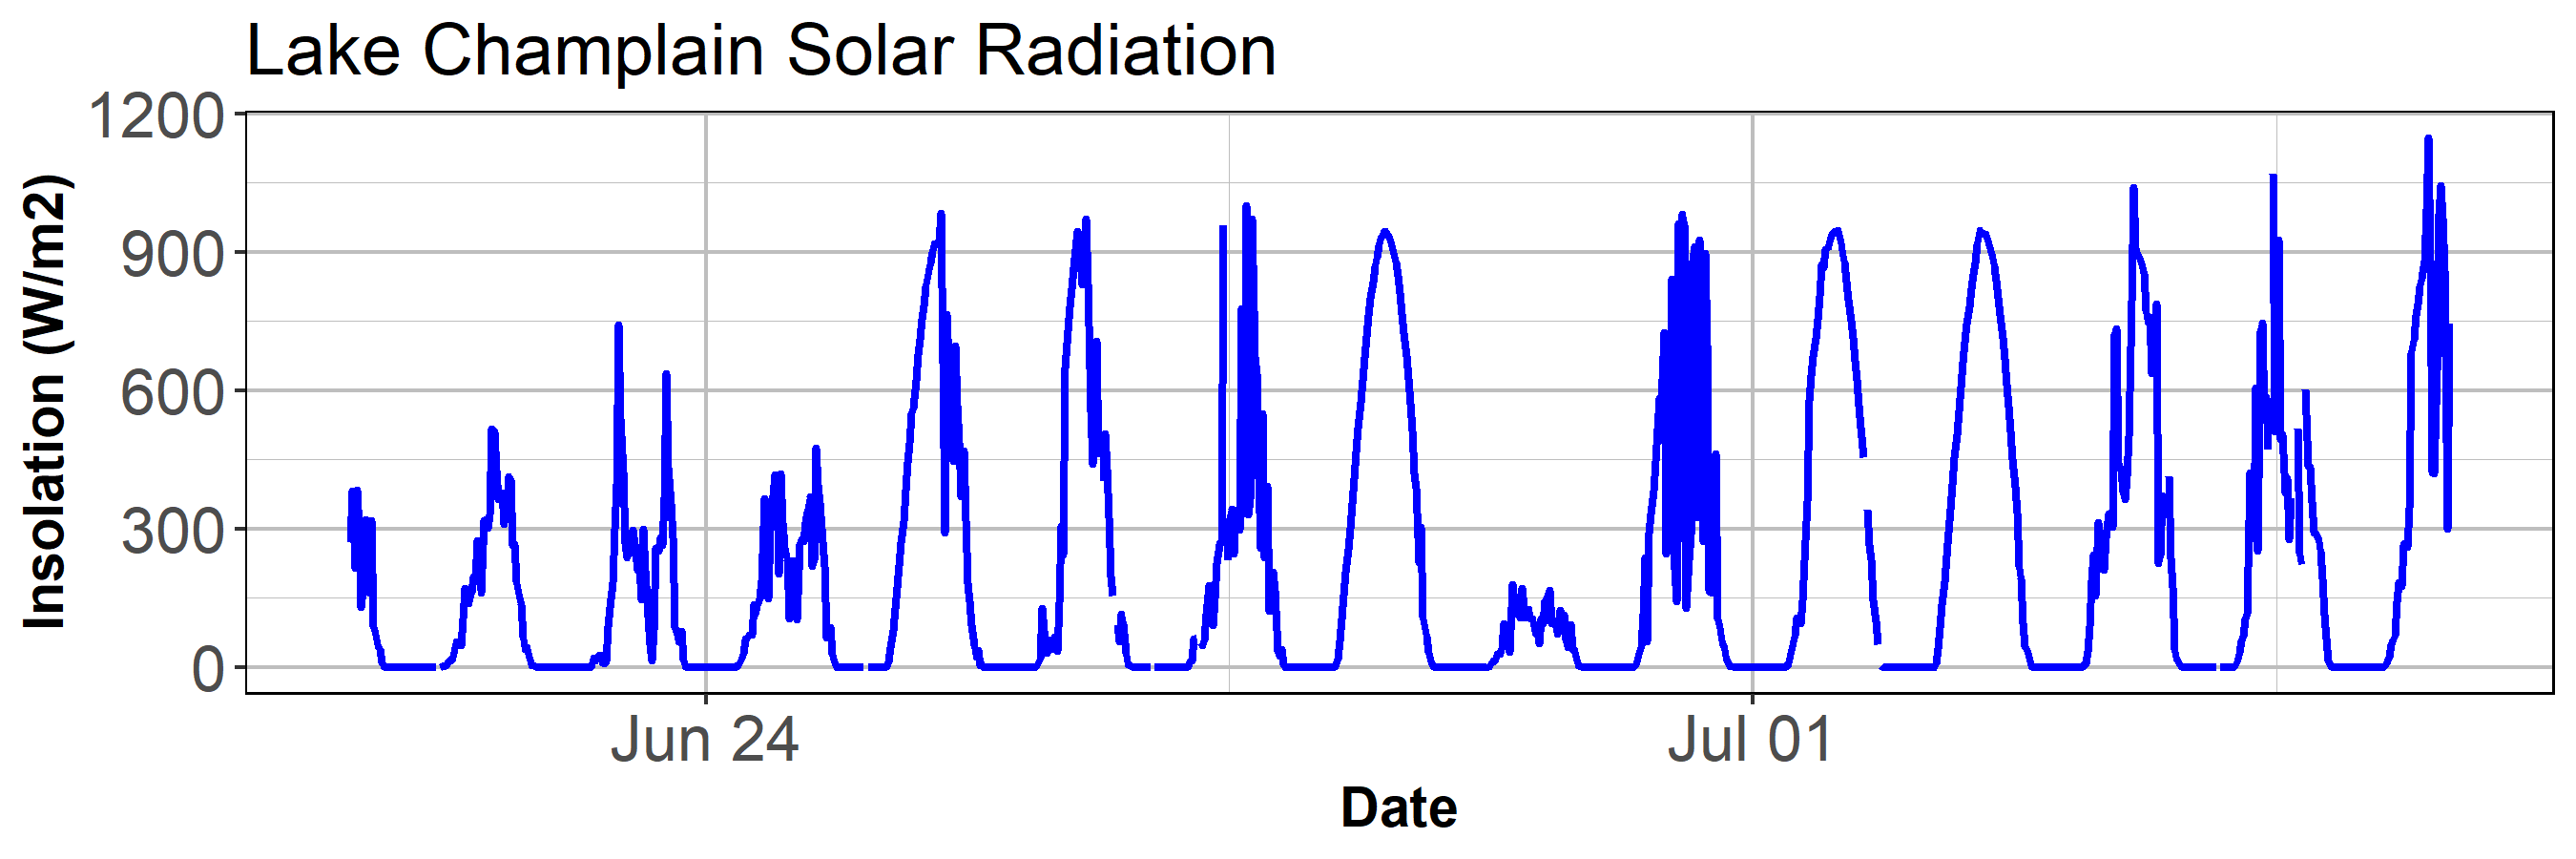 Lake Champlain Solar Radiation
1200
900
600
300
0
Insolation (W/m2)
Jun 24
Jul 01
Date